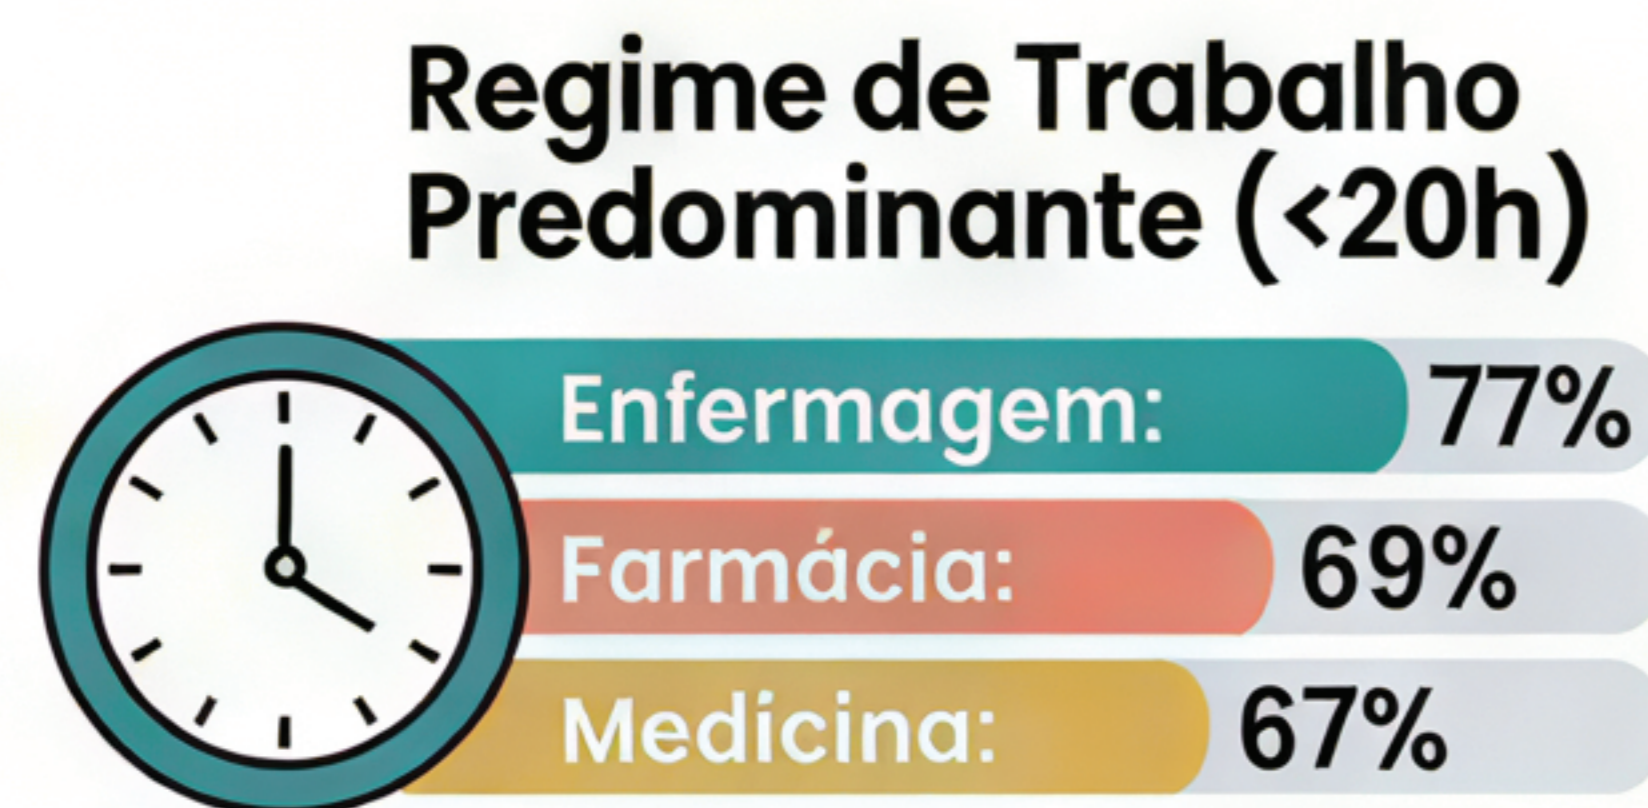 Regime de Trabalho
Predominante (<20h)
Enfermagem: 77%
Farmácia: 69%
Medicina: 67%